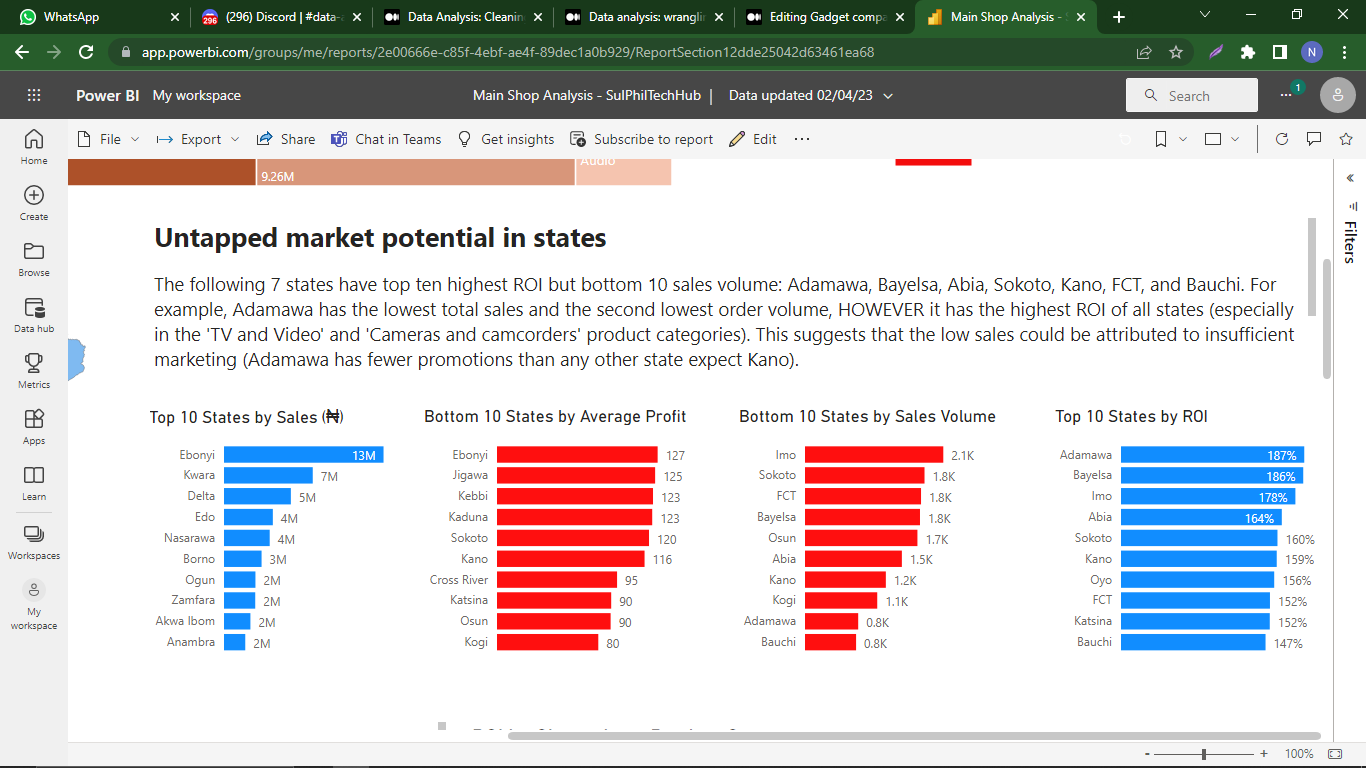 WhatsApp
296
(296) Discord | #data-a
Data Analysis: Cleanin
Data analysis: wranglin
Editing Gadget compa
Main Shop Analysis - S
app.powerbi.com/groups/me/reports/2e00666e-c85f-4ebf-ae4f-89dec1a0b929/ReportSection12dde25042d63461ea68
N
Power BI My workspace
Main Shop Analysis - SulPhilTechHub | Data updated 02/04/23
Search
1
File
Export
Share
Chat in Teams
Get insights
Subscribe to report
Edit
Home
Create
Browse
Data hub
Metrics
Apps
Learn
Workspaces
My
workspace
9.26M
Audio
Filters
Untapped market potential in states
The following 7 states have top ten highest ROI but bottom 10 sales volume: Adamawa, Bayelsa, Abia, Sokoto, Kano, FCT, and Bauchi. For
example, Adamawa has the lowest total sales and the second lowest order volume, HOWEVER it has the highest ROI of all states (especially
in the 'TV and Video' and 'Cameras and camcorders' product categories). This suggests that the low sales could be attributed to insufficient
marketing (Adamawa has fewer promotions than any other state expect Kano).
Top 10 States by Sales (₦)
Ebonyi 13M
Kwara 7M
Delta 5M
Edo 4M
Nasarawa 4M
Borno 3M
Ogun 2M
Zamfara 2M
Akwa Ibom 2M
Anambra 2M
Bottom 10 States by Average Profit
Ebonyi 127
Jigawa 125
Kebbi 123
Kaduna 123
Sokoto 120
Kano 116
Cross River 95
Katsina 90
Osun 90
Kogi 80
Bottom 10 States by Sales Volume
Imo 2.1K
Sokoto 1.8K
FCT 1.8K
Bayelsa 1.8K
Osun 1.7K
Abia 1.5K
Kano 1.2K
Kogi 1.1K
Adamawa 0.8K
Bauchi 0.8K
Top 10 States by ROI
Adamawa 187%
Bayelsa 186%
Imo 178%
Abia 164%
Sokoto 160%
Kano 159%
Oyo 156%
FCT 152%
Katsina 152%
Bauchi 147%
- + 100%